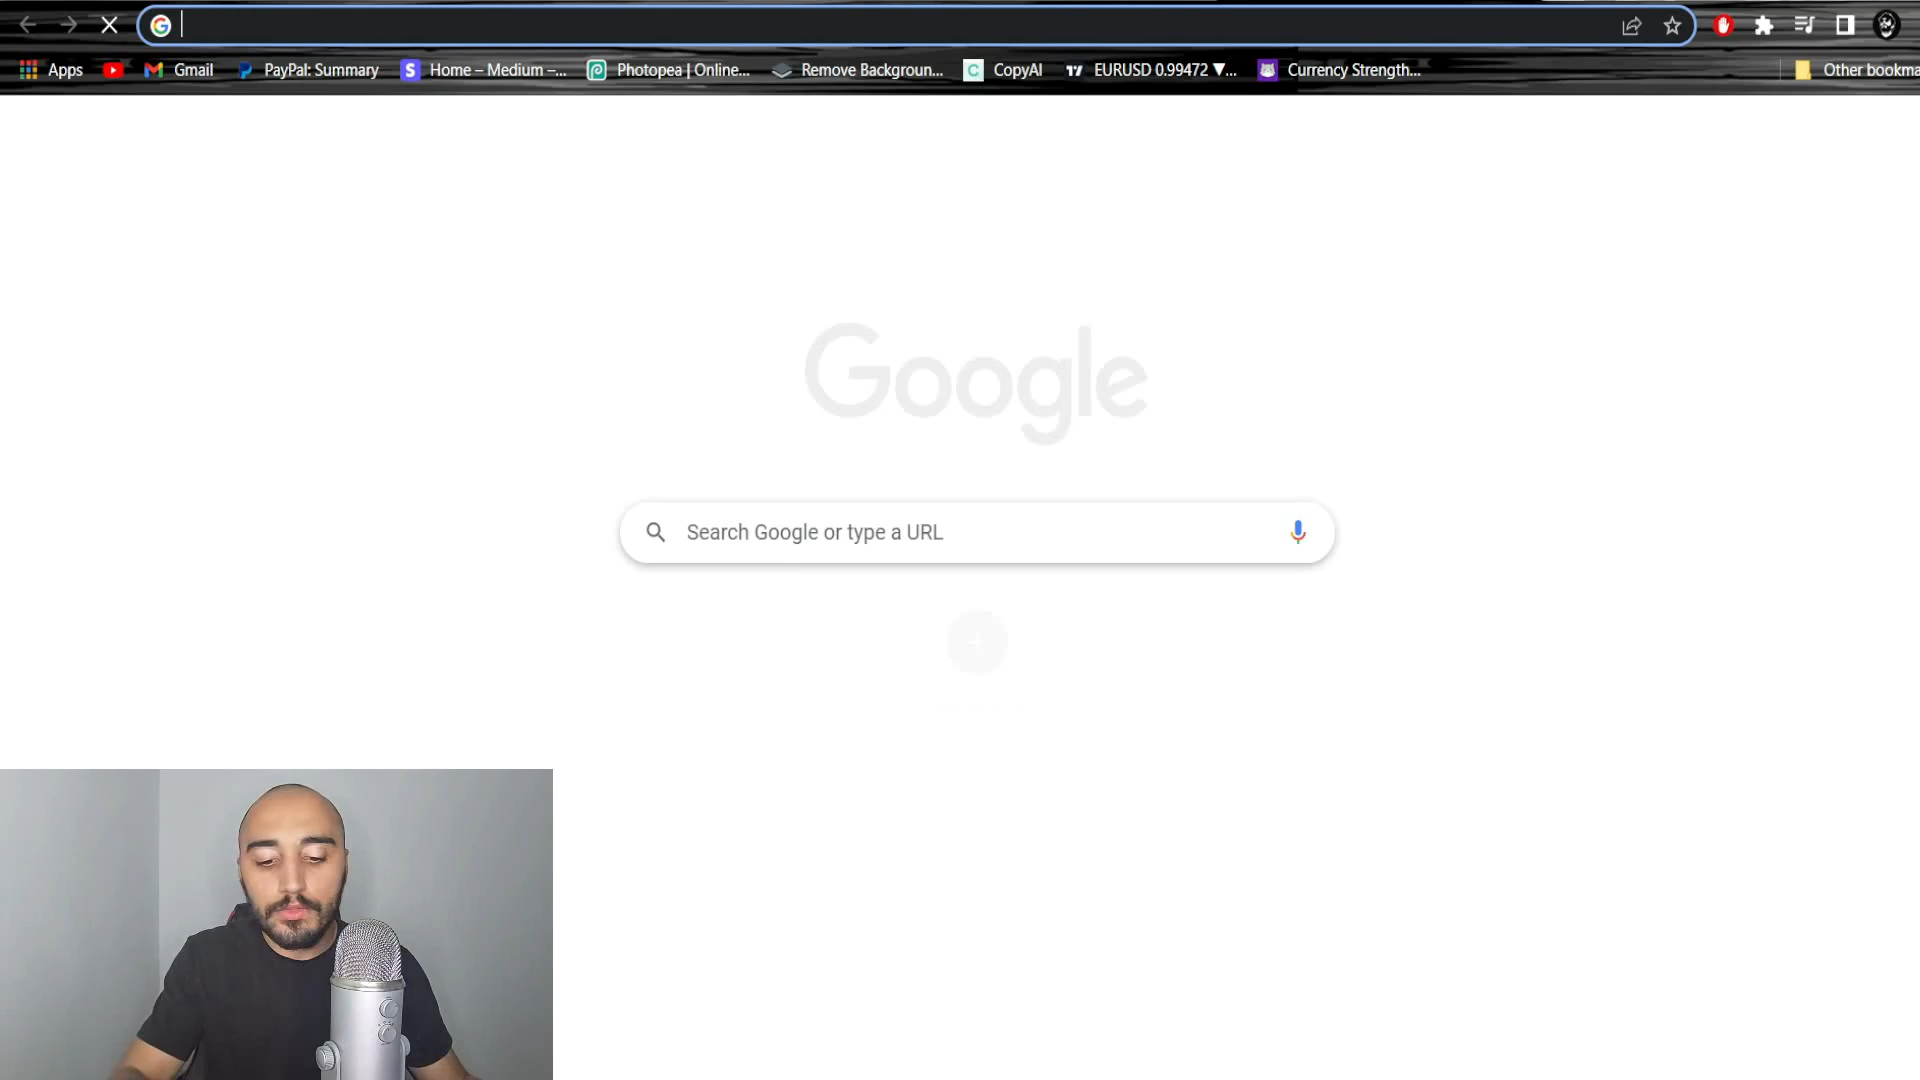 Apps Gmail PayPal: Summary Home – Medium –... Photopea | Online... Remove Backgroun... CopyAI EURUSD 0.99472 ▼... Currency Strength... Other bookma
Google
Search Google or type a URL